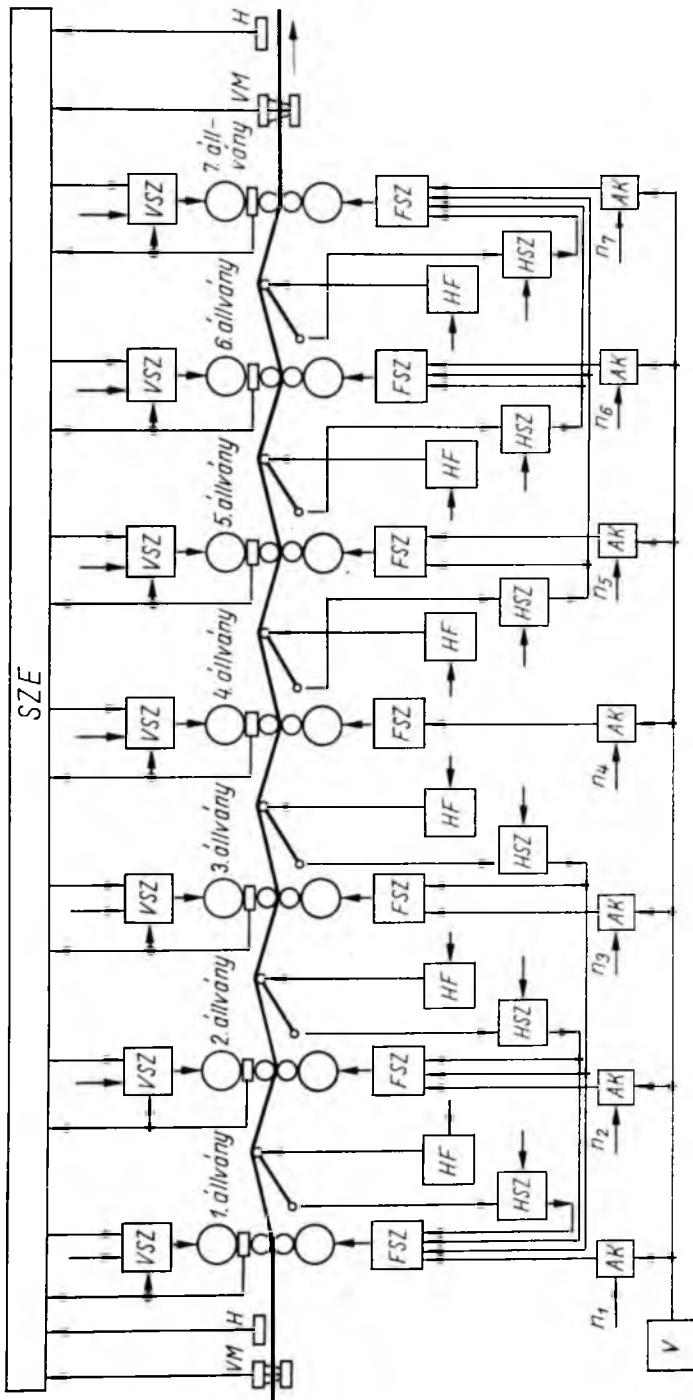 SZE
VSZ
VSZ
VSZ
VSZ
VSZ
VSZ
VSZ
VM
H
1. állvány
2. állvány
3. állvány
4. állvány
5. állvány
6. állvány
7. áll-
vány
VM
H
FSZ
FSZ
FSZ
FSZ
FSZ
FSZ
FSZ
HF
HF
HF
HF
HF
HF
HSZ
HSZ
HSZ
HSZ
HSZ
HSZ
n₁
AK
n₂
AK
n₃
AK
n₄
AK
n₅
AK
n₆
AK
n₇
AK
V